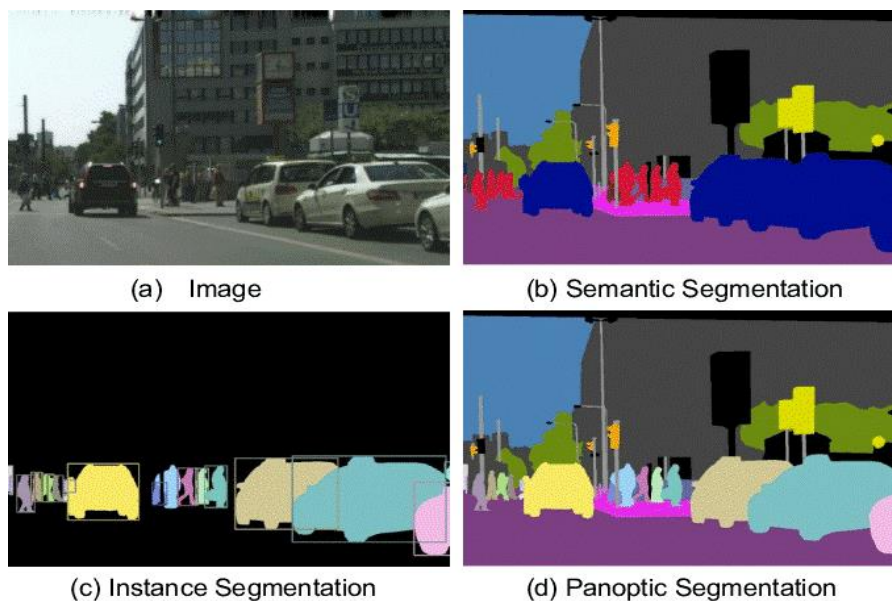 (a) Image
(b) Semantic Segmentation
(c) Instance Segmentation
(d) Panoptic Segmentation